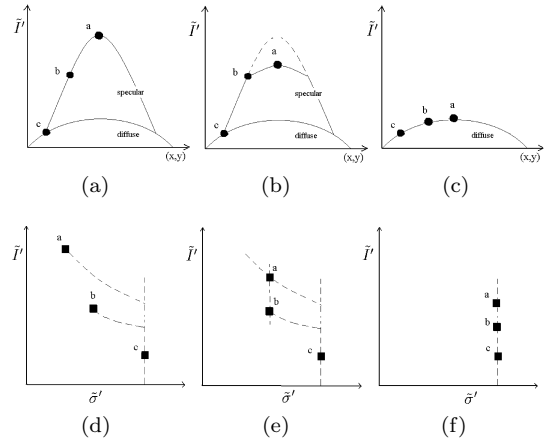 Ĩ′ a b c specular diffuse (x,y)
Ĩ′ a b c specular diffuse (x,y)
Ĩ′ a b c diffuse (x,y)
(a) (b) (c)
Ĩ′ a b c σ̃′
Ĩ′ a b c σ̃′
Ĩ′ a b c σ̃′
(d) (e) (f)